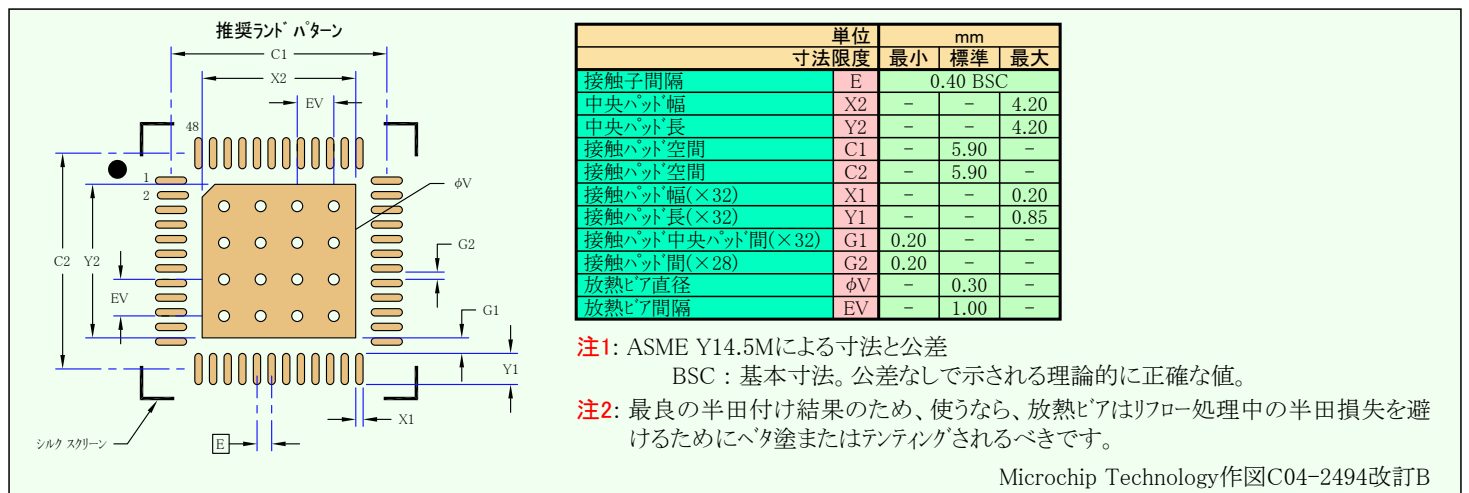 推奨ランド パターン
C1
X2
EV
48
1
2
φV
C2
Y2
G2
EV
G1
Y1
X1
E
シルク スクリーン
単位 mm
寸法限度 最小 標準 最大
接触子間隔 E 0.40 BSC
中央パッド幅 X2 - - 4.20
中央パッド長 Y2 - - 4.20
接触パッド空間 C1 - 5.90 -
接触パッド空間 C2 - 5.90 -
接触パッド幅(×32) X1 - - 0.20
接触パッド長(×32) Y1 - - 0.85
接触パッド中央パッド間(×32) G1 0.20 - -
接触パッド間(×28) G2 0.20 - -
放熱ビア直径 φV - 0.30 -
放熱ビア間隔 EV - 1.00 -
注1: ASME Y14.5Mによる寸法と公差
BSC : 基本寸法。公差なしで示される理論的に正確な値。
注2: 最良の半田付け結果のため、使うなら、放熱ビアはリフロー処理中の半田損失を避
けるためにベタ塗またはテンティングされるべきです。
Microchip Technology作図C04-2494改訂B